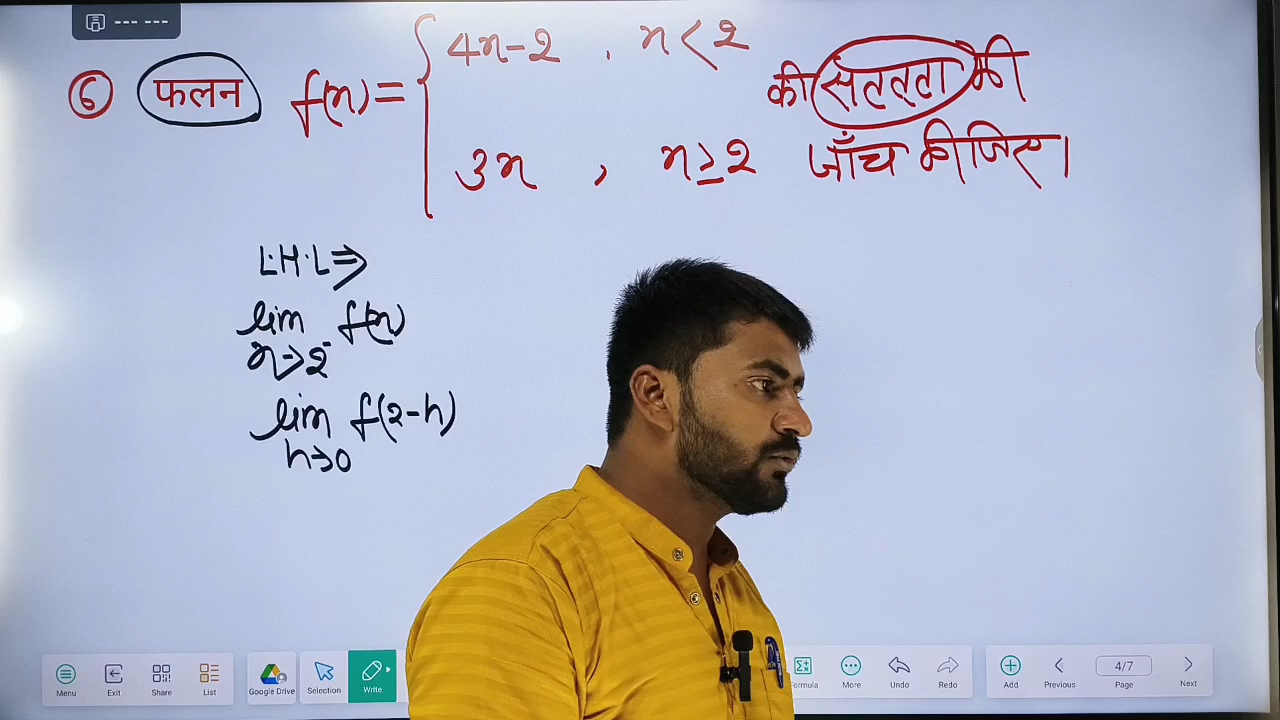 --- ---
⑥ फलन f(x) = { 4x-2 , x < 2
की सततता की
3x , x ≥ 2 जाँच कीजिए।
L.H.L ⇒
lim f(x)
x→2⁻
lim f(2-h)
h→0
Menu Exit Share List Google Drive Selection Write Formula More Undo Redo Add Previous 4/7 Page Next